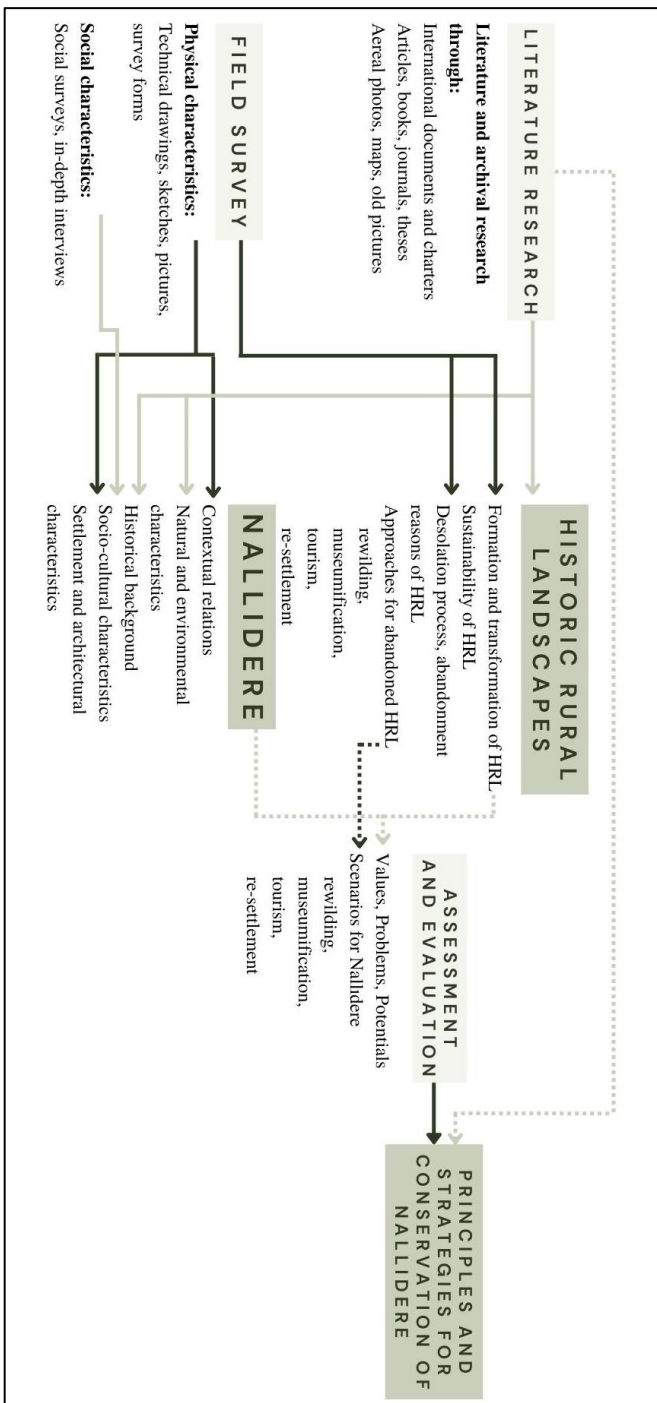 LITERATURE RESEARCH
Literature and archival research
through:
International documents and charters
Articles, books, journals, theses
Aereal photos, maps, old pictures
FIELD SURVEY
Physical characteristics:
Technical drawings, sketches, pictures,
survey forms
Social characteristics:
Social surveys, in-depth interviews
HISTORIC RURAL
LANDSCAPES
Formation and transformation of HRL
Sustainability of HRL
Desolation process, abandonment
reasons of HRL
Approaches for abandoned HRL
rewilding,
museumification,
tourism,
re-settlement
NALLIDERE
Contextual relations
Natural and environmental
characteristics
Historical background
Socio-cultural characteristics
Settlement and architectural
characteristics
ASSESSMENT
AND EVALUATION
Values, Problems, Potentials
Scenarios for Nallıdere
rewilding,
museumification,
tourism,
re-settlement
PRINCIPLES AND
STRATEGIES FOR
CONSERVATION OF
NALLIDERE